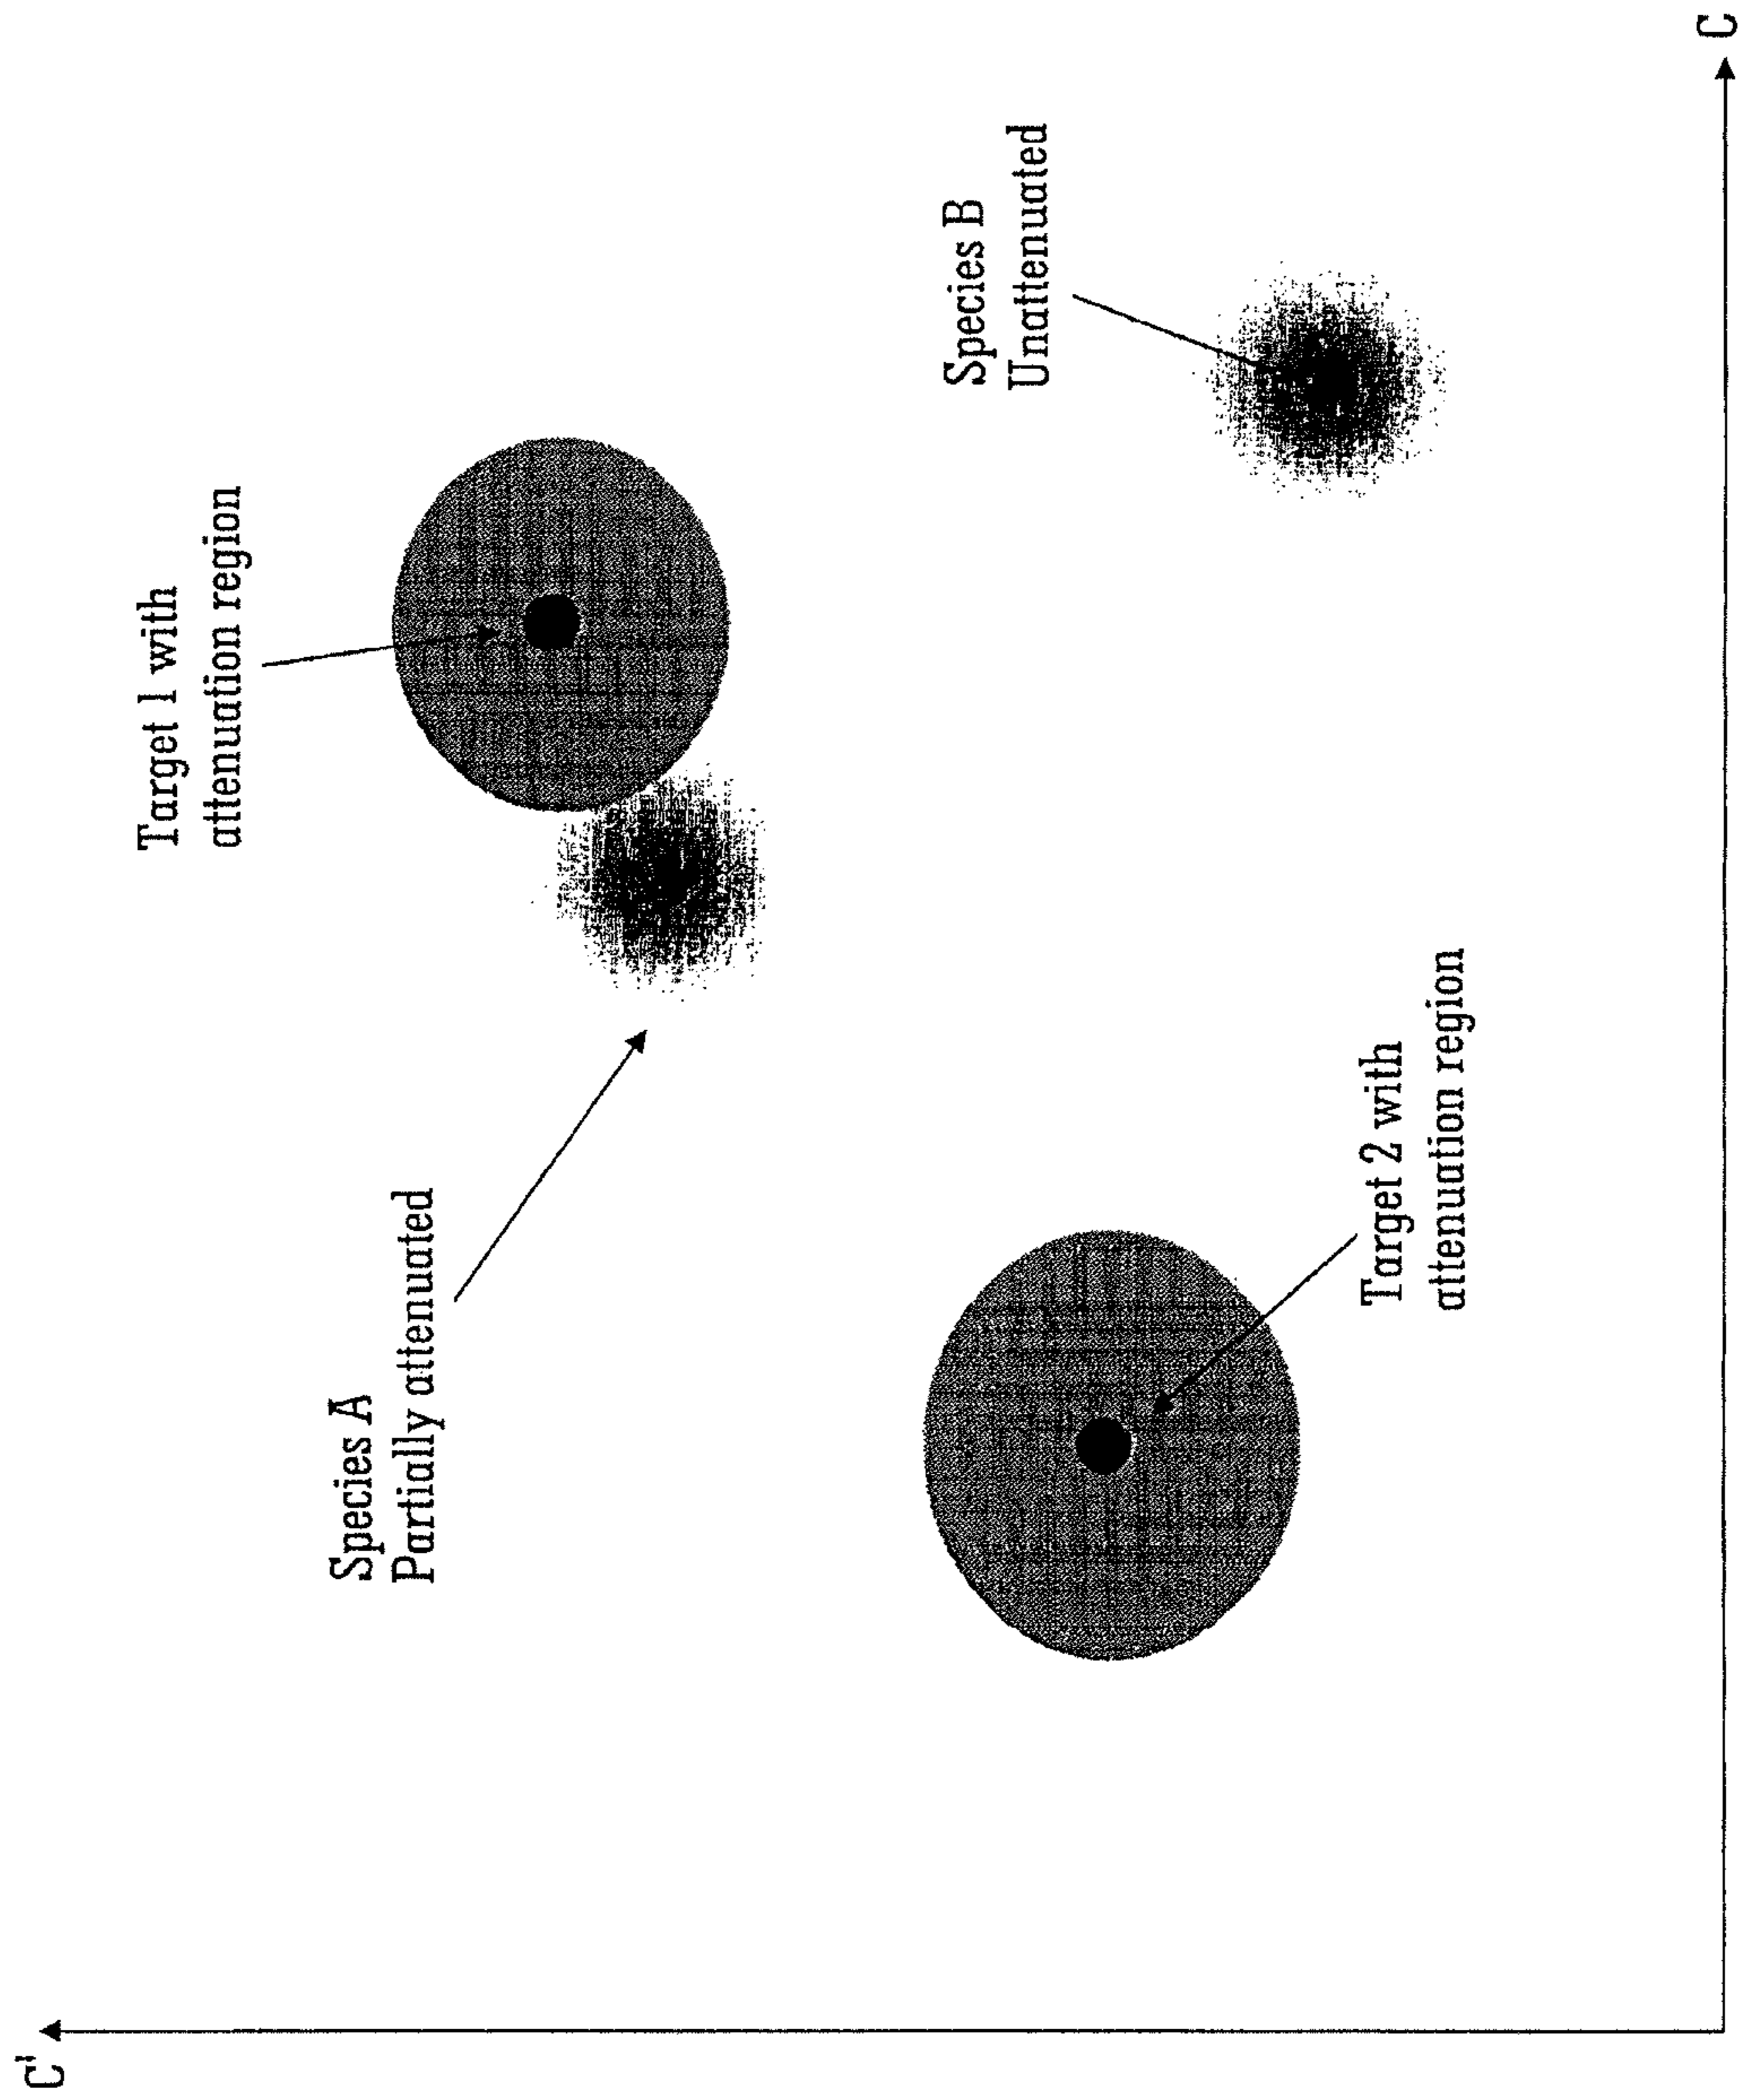 C'
Target 1 with
attenuation region
Species A
Partially attenuated
Species B
Unattenuated
Target 2 with
attenuation region
C